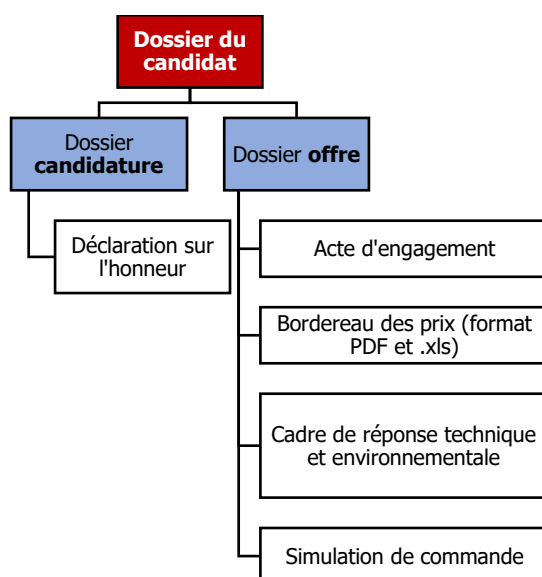 Dossier du
candidat
Dossier
candidature
Dossier offre
Déclaration sur
l'honneur
Acte d'engagement
Bordereau des prix (format
PDF et .xls)
Cadre de réponse technique
et environnementale
Simulation de commande